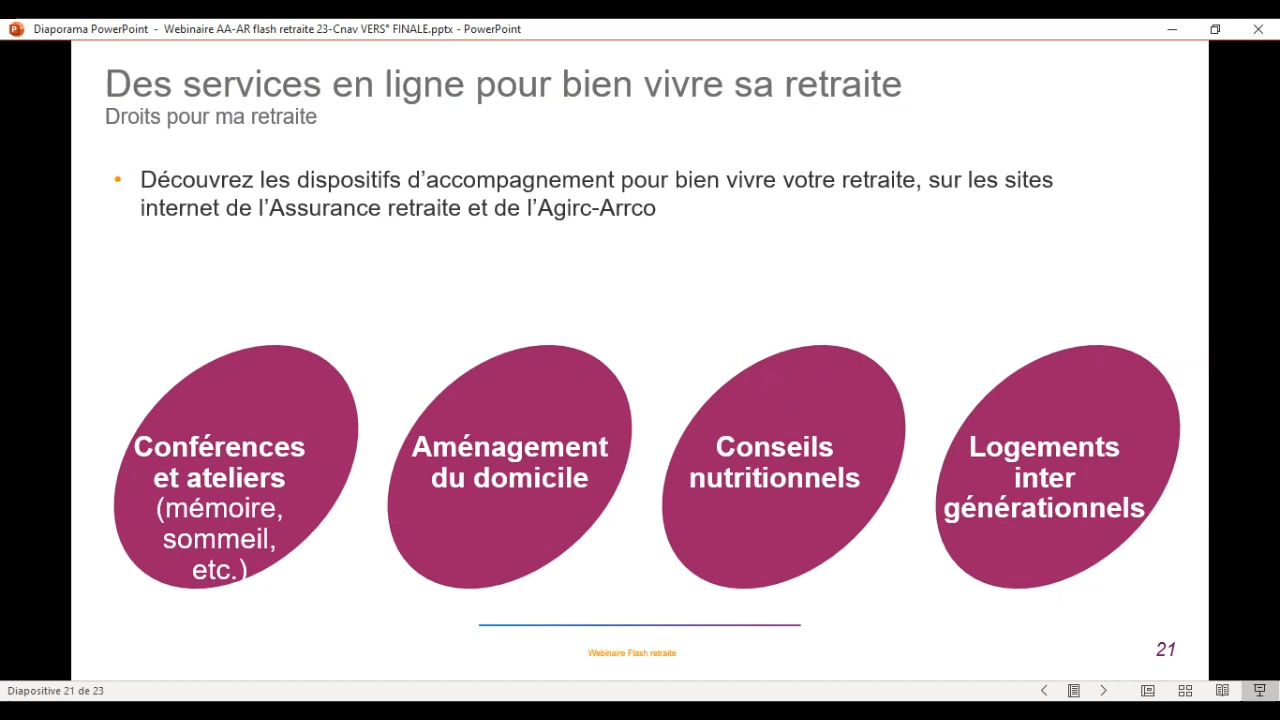 Diaporama PowerPoint - Webinaire AA-AR flash retraite 23-Cnav VERS° FINALE.pptx - PowerPoint
Des services en ligne pour bien vivre sa retraite
Droits pour ma retraite
• Découvrez les dispositifs d’accompagnement pour bien vivre votre retraite, sur les sites
internet de l’Assurance retraite et de l’Agirc-Arrco
Conférences
et ateliers
(mémoire,
sommeil,
etc.)
Aménagement
du domicile
Conseils
nutritionnels
Logements
inter
générationnels
Webinaire Flash retraite
21
Diapositive 21 de 23